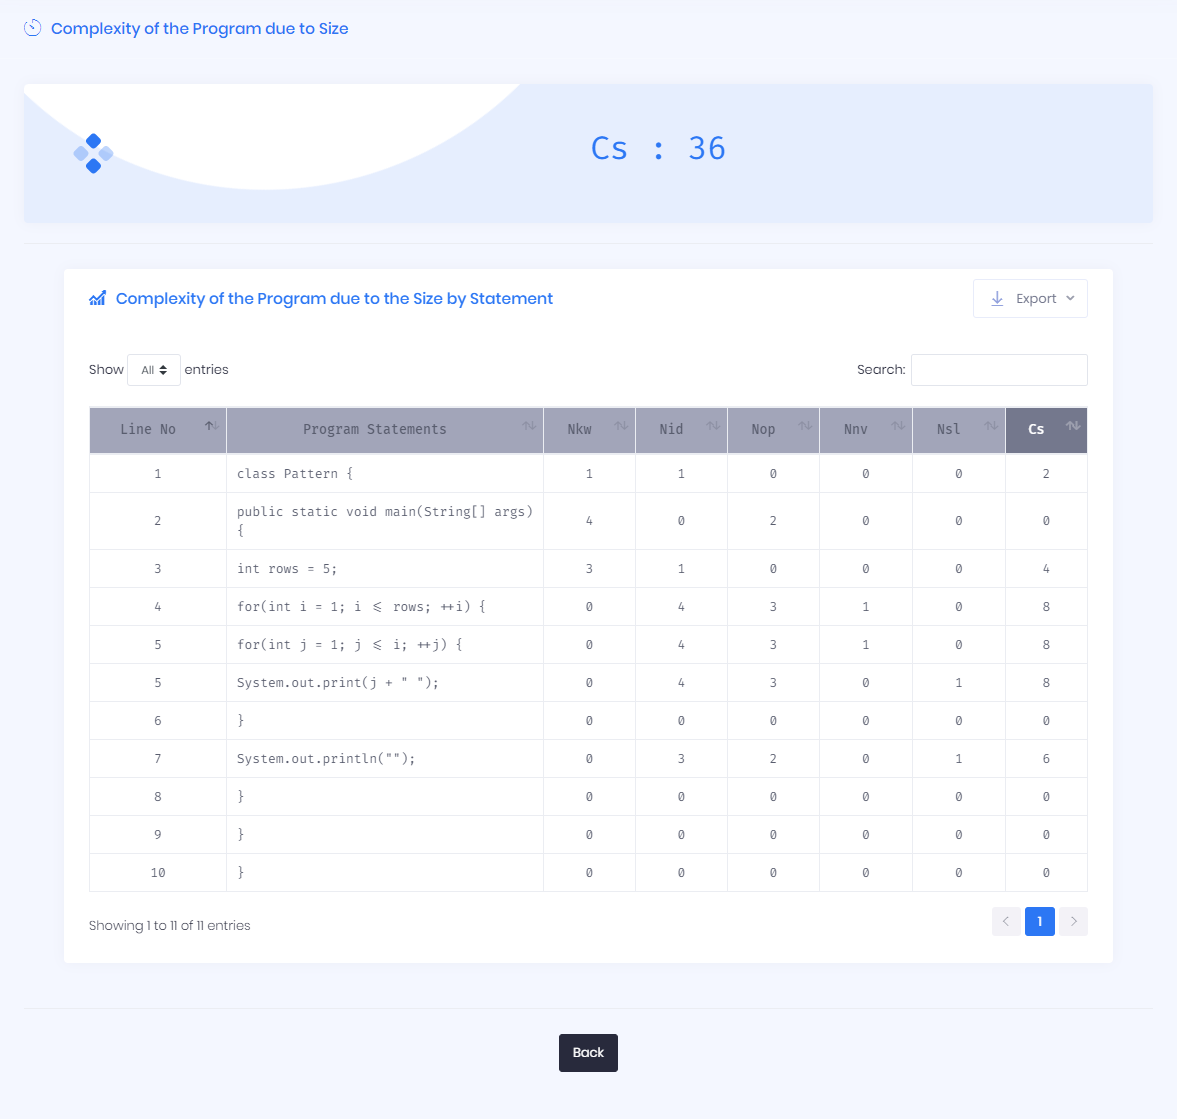 Complexity of the Program due to Size
Cs : 36
Complexity of the Program due to the Size by Statement
Export
Show All entries
Search:
Line No Program Statements Nkw Nid Nop Nnv Nsl Cs
1 class Pattern { 1 1 0 0 0 2
2 public static void main(String[] args) { 4 0 2 0 0 0
3 int rows = 5; 3 1 0 0 0 4
4 for(int i = 1; i <= rows; ++i) { 0 4 3 1 0 8
5 for(int j = 1; j <= i; ++j) { 0 4 3 1 0 8
5 System.out.print(j + " "); 0 4 3 0 1 8
6 } 0 0 0 0 0 0
7 System.out.println(""); 0 3 2 0 1 6
8 } 0 0 0 0 0 0
9 } 0 0 0 0 0 0
10 } 0 0 0 0 0 0
Showing 1 to 11 of 11 entries
1
Back